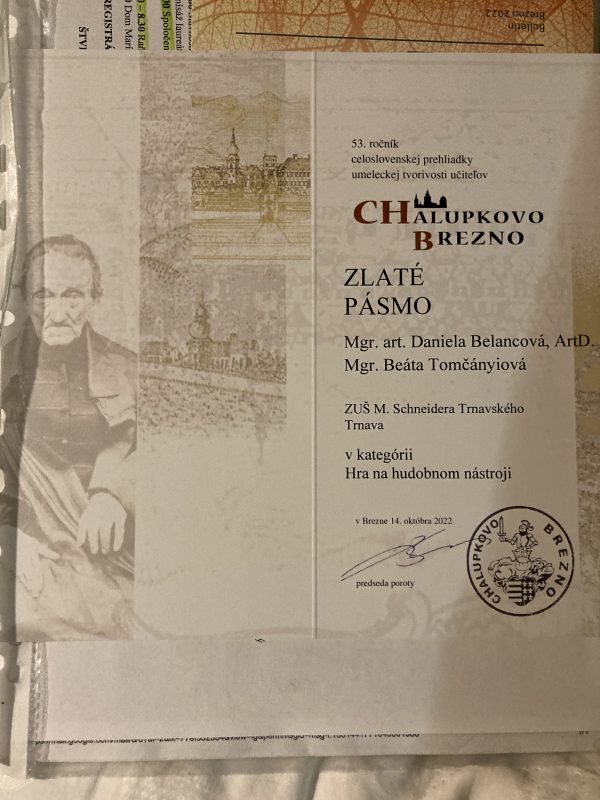 Bulletin
Brezno 2022
53. ročník
celoslovenskej prehliadky
umeleckej tvorivosti učiteľov
CHALUPKOVO
BREZNO
ZLATÉ
PÁSMO
Mgr. art. Daniela Belancová, ArtD.
Mgr. Beáta Tomčányiová
ZUŠ M. Schneidera Trnavského
Trnava
v kategórii
Hra na hudobnom nástroji
v Brezne 14. októbra 2022
predseda poroty
CHALUPKOVO BREZNO